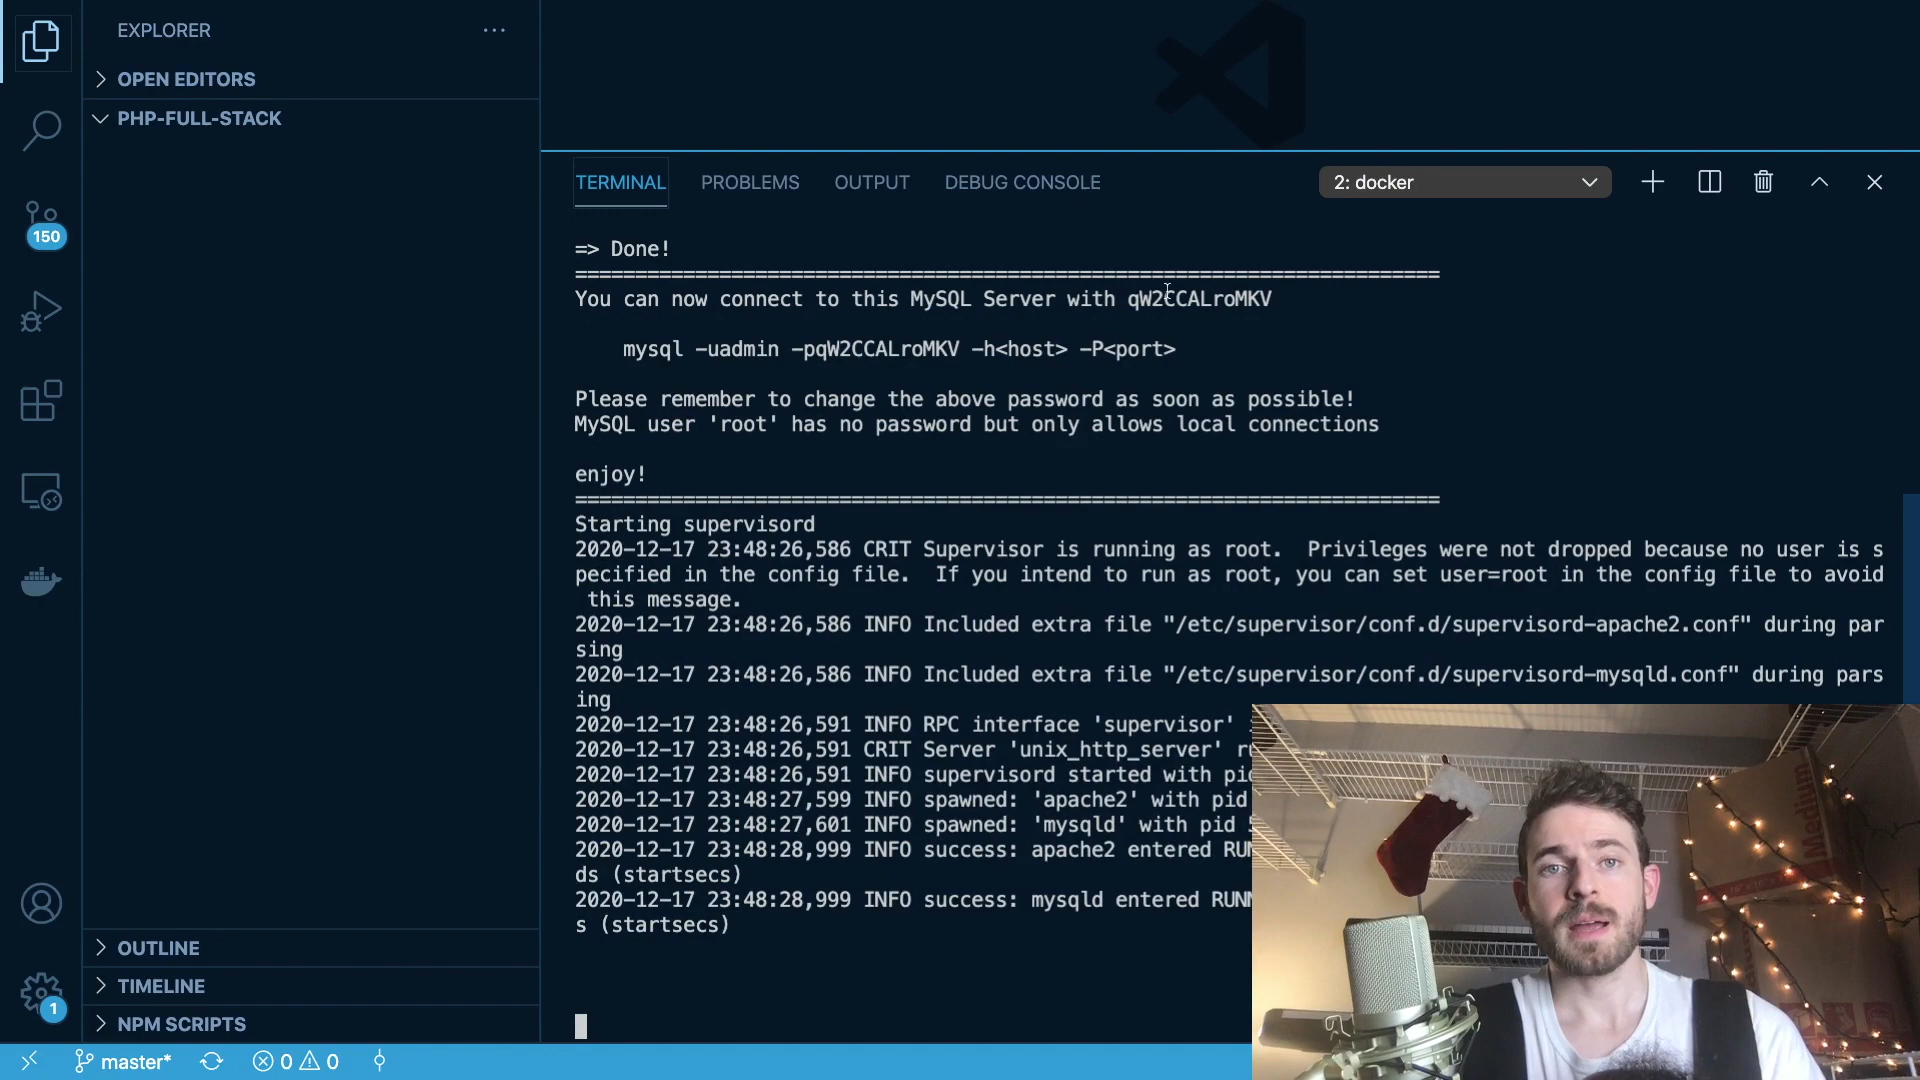 EXPLORER
OPEN EDITORS
PHP-FULL-STACK
150
TERMINAL PROBLEMS OUTPUT DEBUG CONSOLE 2: docker
=> Done!
========================================================================
You can now connect to this MySQL Server with qW2CCALroMKV
mysql -uadmin -pqW2CCALroMKV -h<host> -P<port>
Please remember to change the above password as soon as possible!
MySQL user 'root' has no password but only allows local connections
enjoy!
========================================================================
Starting supervisord
2020-12-17 23:48:26,586 CRIT Supervisor is running as root.  Privileges were not dropped because no user is s
pecified in the config file.  If you intend to run as root, you can set user=root in the config file to avoid
this message.
2020-12-17 23:48:26,586 INFO Included extra file "/etc/supervisor/conf.d/supervisord-apache2.conf" during par
sing
2020-12-17 23:48:26,586 INFO Included extra file "/etc/supervisor/conf.d/supervisord-mysqld.conf" during pars
ing
2020-12-17 23:48:26,591 INFO RPC interface 'supervisor'
2020-12-17 23:48:26,591 CRIT Server 'unix_http_server'
2020-12-17 23:48:26,591 INFO supervisord started with pid
2020-12-17 23:48:27,599 INFO spawned: 'apache2' with pid
2020-12-17 23:48:27,601 INFO spawned: 'mysqld' with pid
2020-12-17 23:48:28,999 INFO success: apache2 entered RUN
ds (startsecs)
2020-12-17 23:48:28,999 INFO success: mysqld entered RUN
s (startsecs)
OUTLINE
TIMELINE
1
NPM SCRIPTS
master* 0 0
Medium